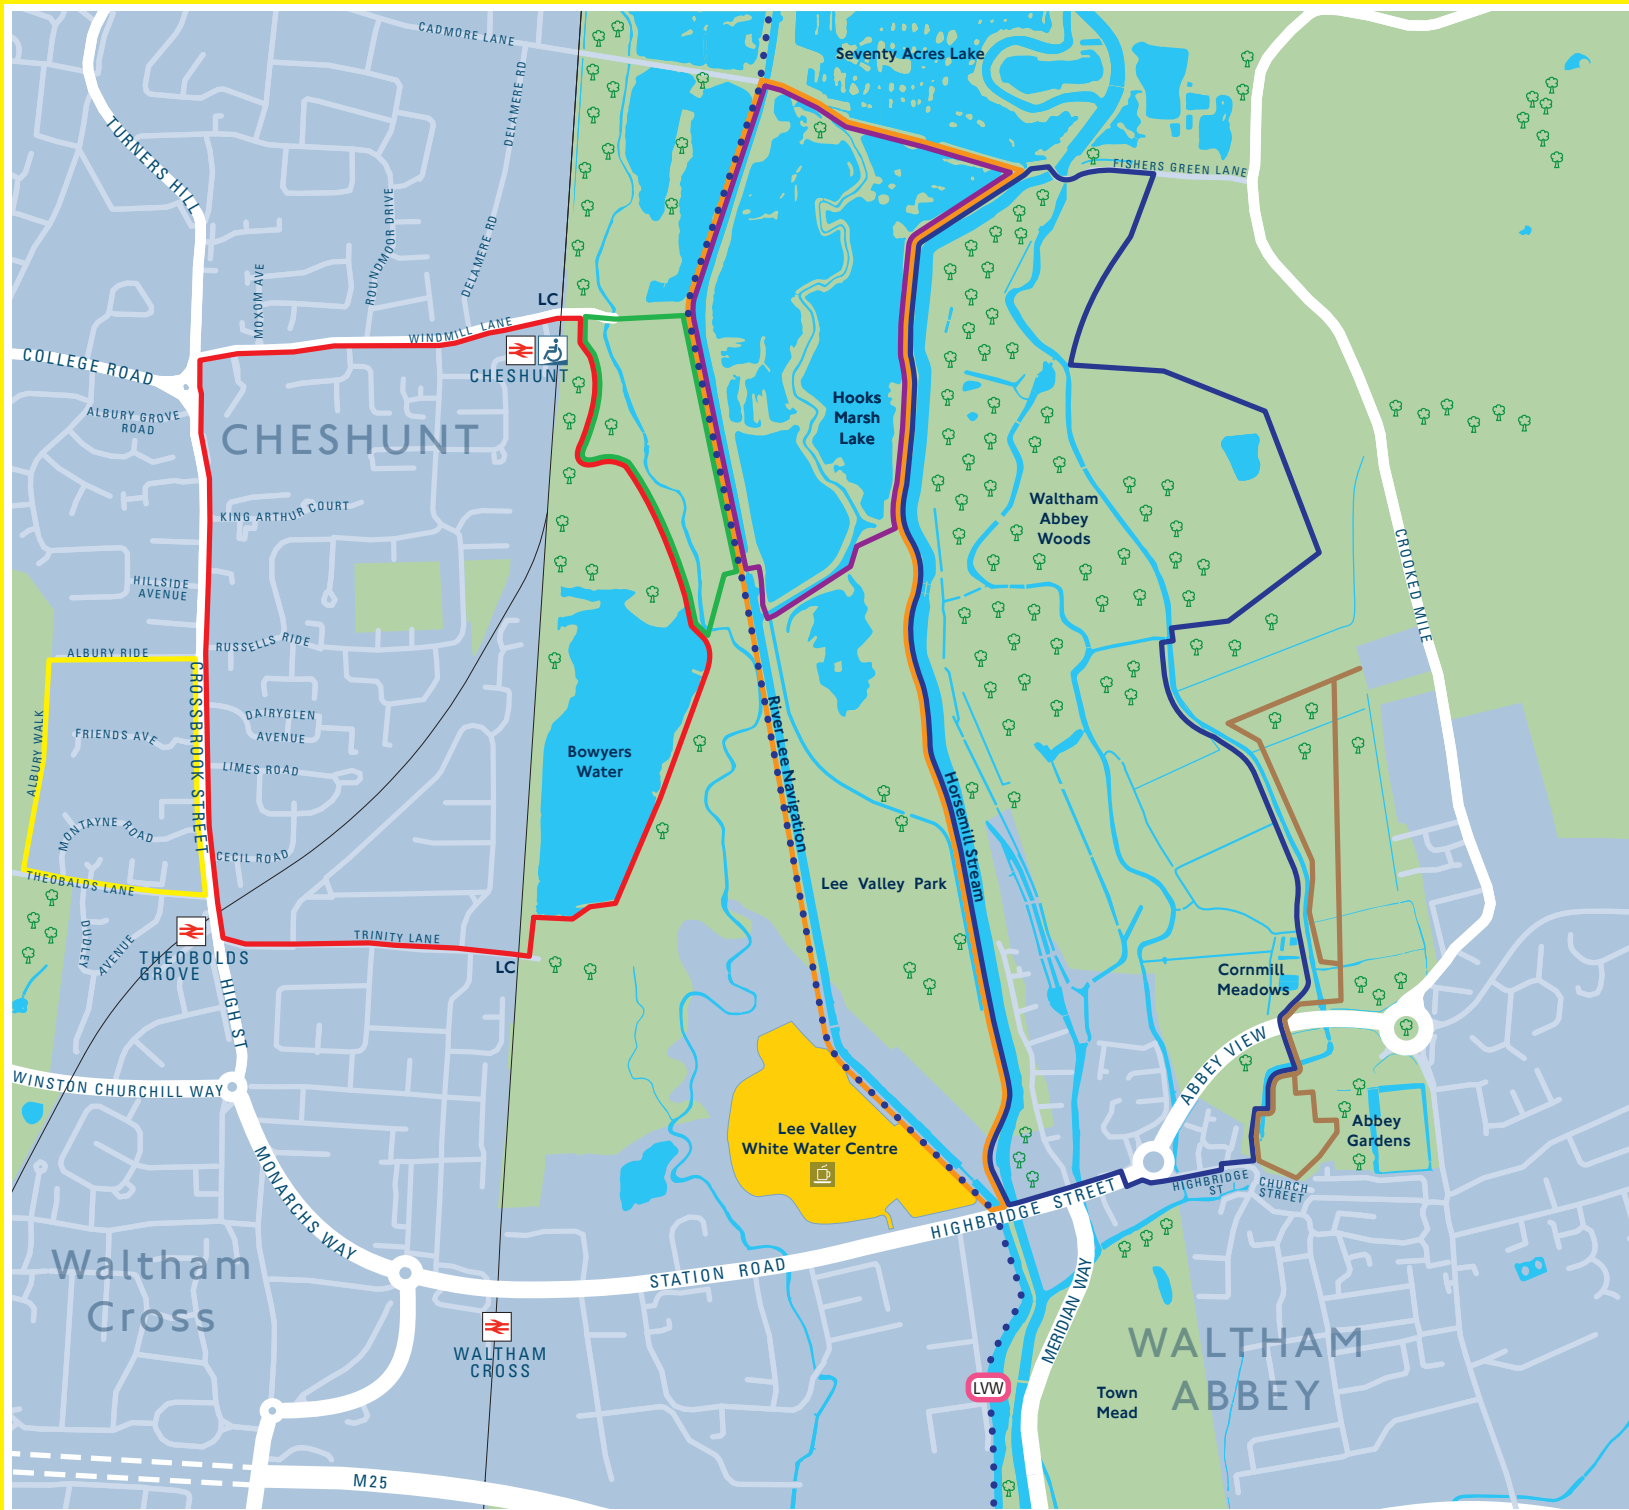 CADMORE LANE
Seventy Acres Lake
DELAMERE RD
TURNERS HILL
FISHERS GREEN LANE
ROUNDMOOR DRIVE
DELAMERE RD
MOXOM AVE
LC
WINDMILL LANE
COLLEGE ROAD
CHESHUNT
ALBURY GROVE
ROAD
CHESHUNT
Hooks
Marsh
Lake
Waltham
Abbey
Woods
KING ARTHUR COURT
CROOKED MILE
HILLSIDE
AVENUE
RUSSELLS RIDE
ALBURY RIDE
CROSSBROOK STREET
ALBURY WALK
DAIRYGLEN
AVENUE
FRIENDS AVE
LIMES ROAD
Bowyers
Water
River Lee Navigation
Horsemill Stream
MONTAYNE ROAD
CECIL ROAD
THEOBALDS LANE
Lee Valley Park
DUDLEY
AVENUE
TRINITY LANE
THEOBOLDS
GROVE
LC
Cornmill
Meadows
HIGH ST
ABBEY VIEW
WINSTON CHURCHILL WAY
Lee Valley
White Water Centre
Abbey
Gardens
MONARCHS WAY
HIGHBRIDGE STREET
HIGHBRIDGE
ST
CHURCH
STREET
Waltham
Cross
STATION ROAD
MERIDIAN WAY
WALTHAM
CROSS
WALTHAM
ABBEY
LVW
Town
Mead
M25